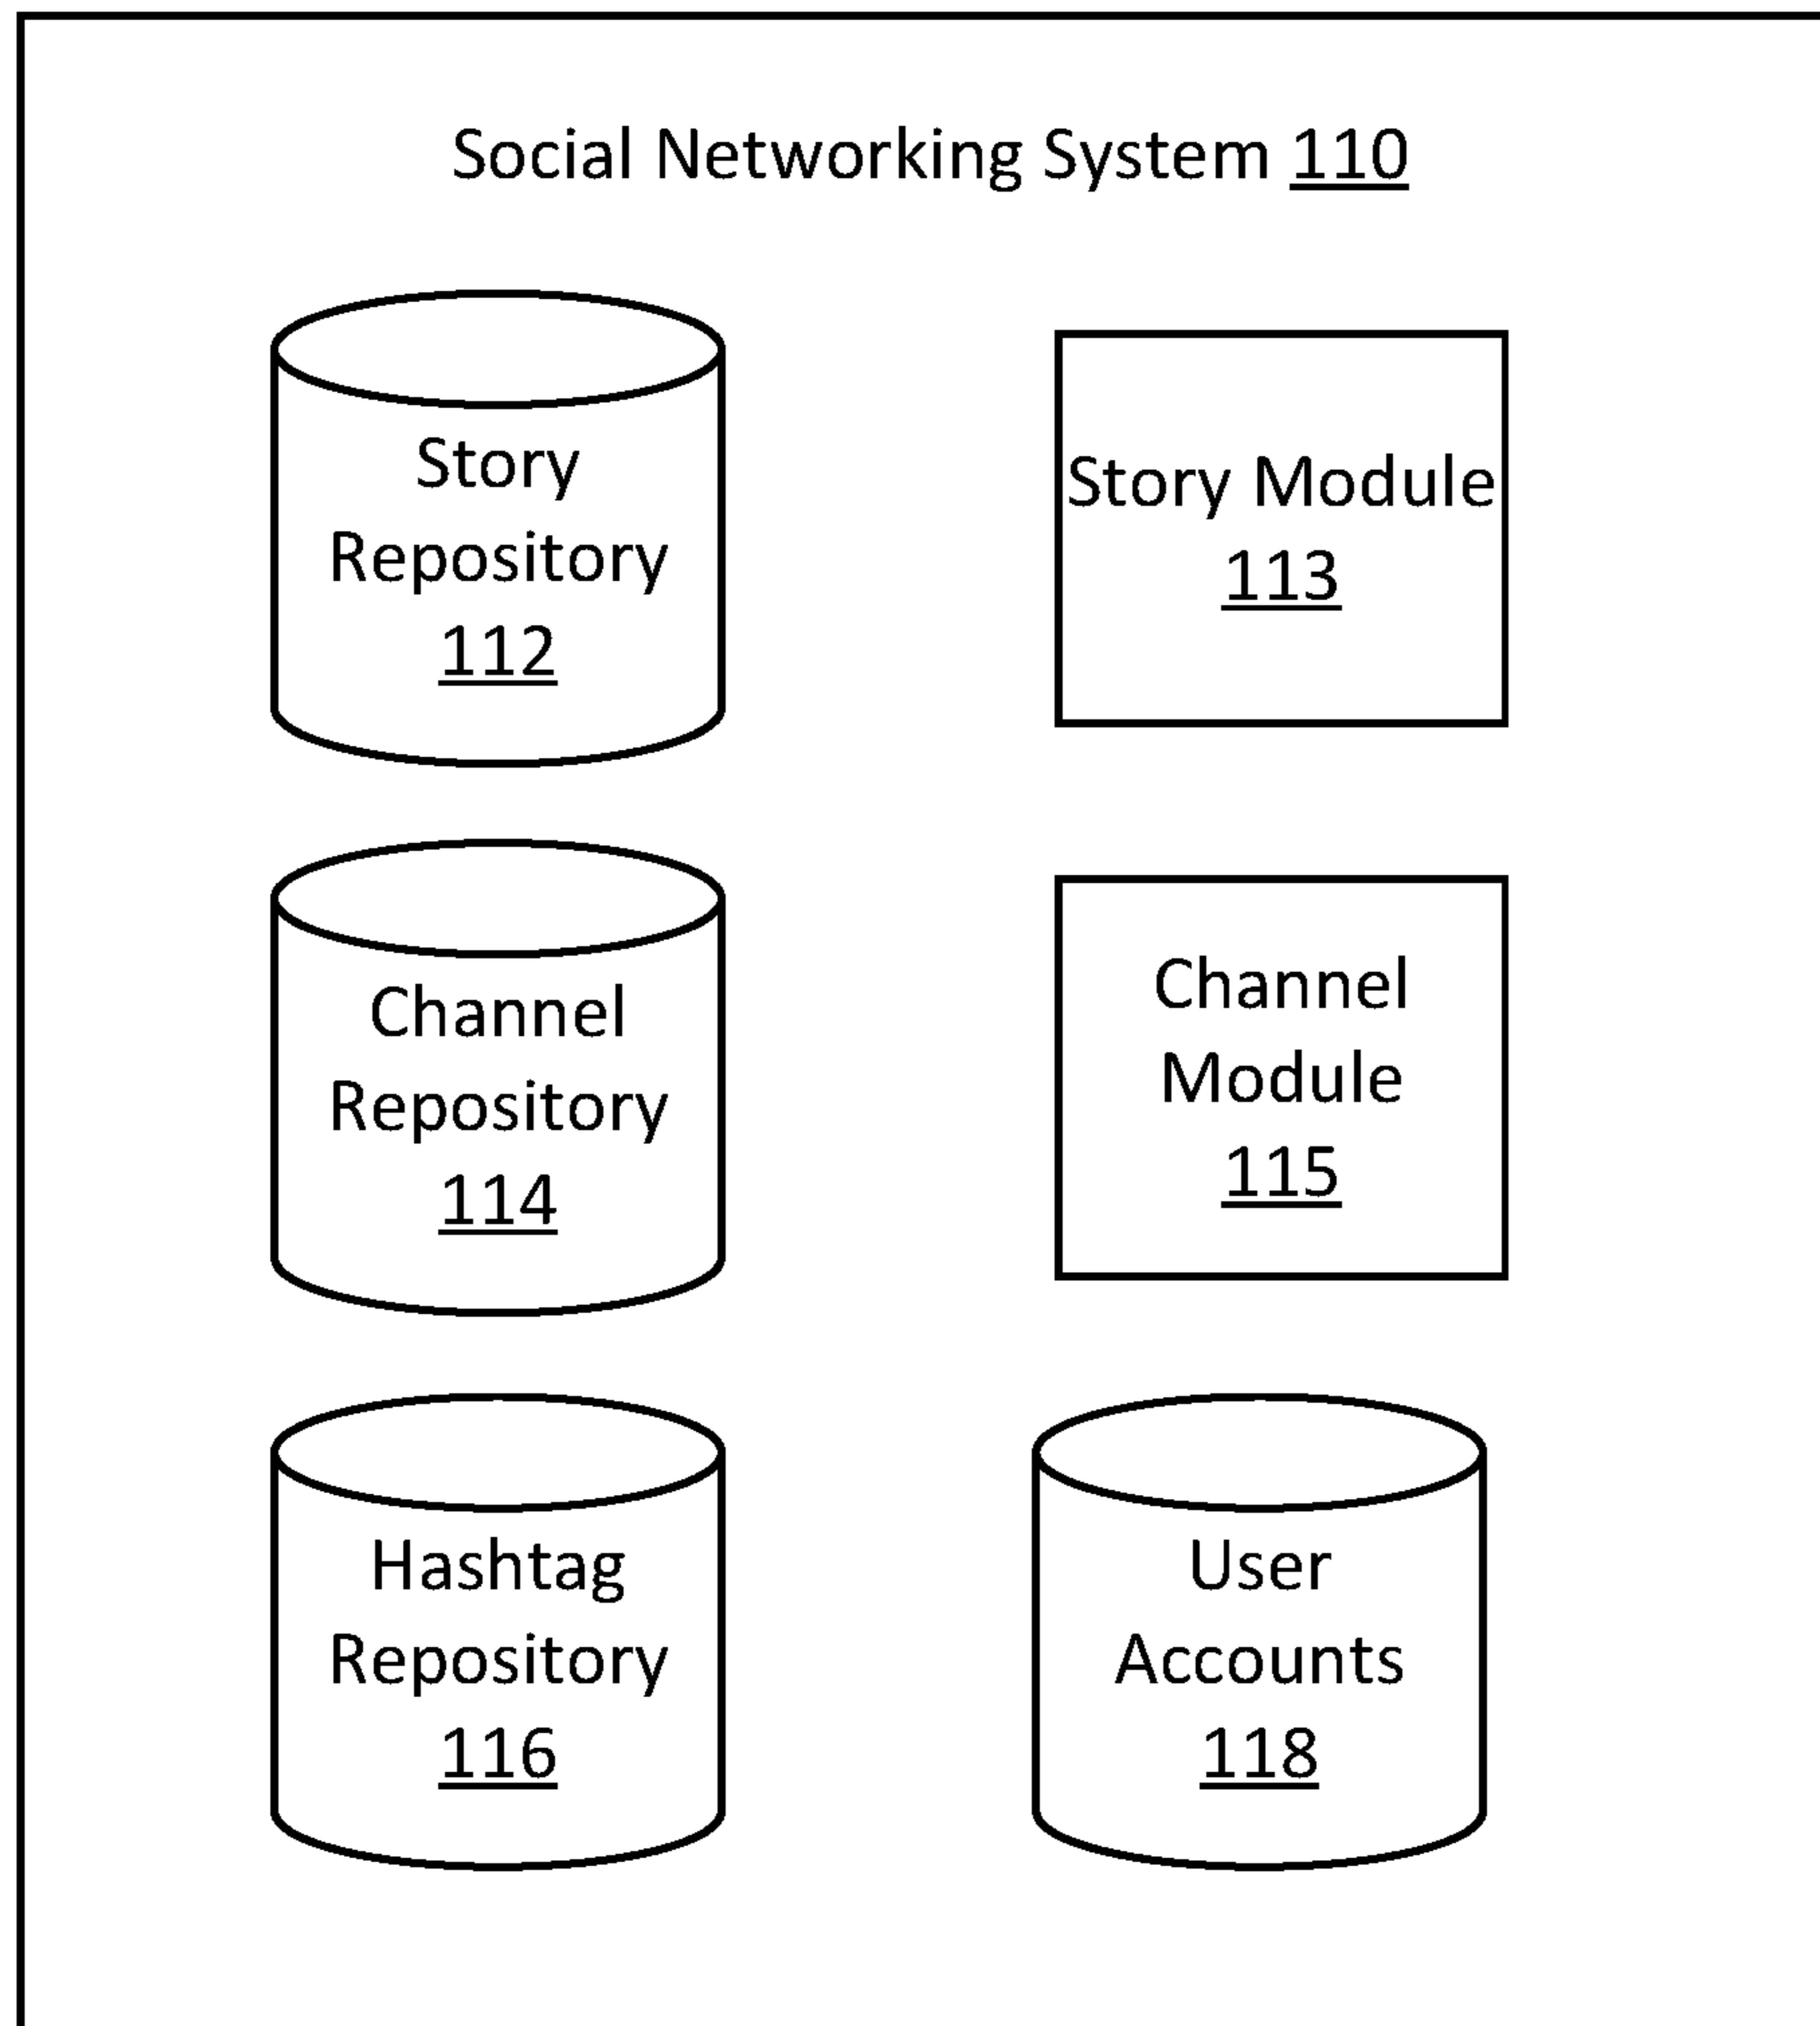 Social Networking System 110
Story
Repository
112
Story Module
113
Channel
Repository
114
Channel
Module
115
Hashtag
Repository
116
User
Accounts
118